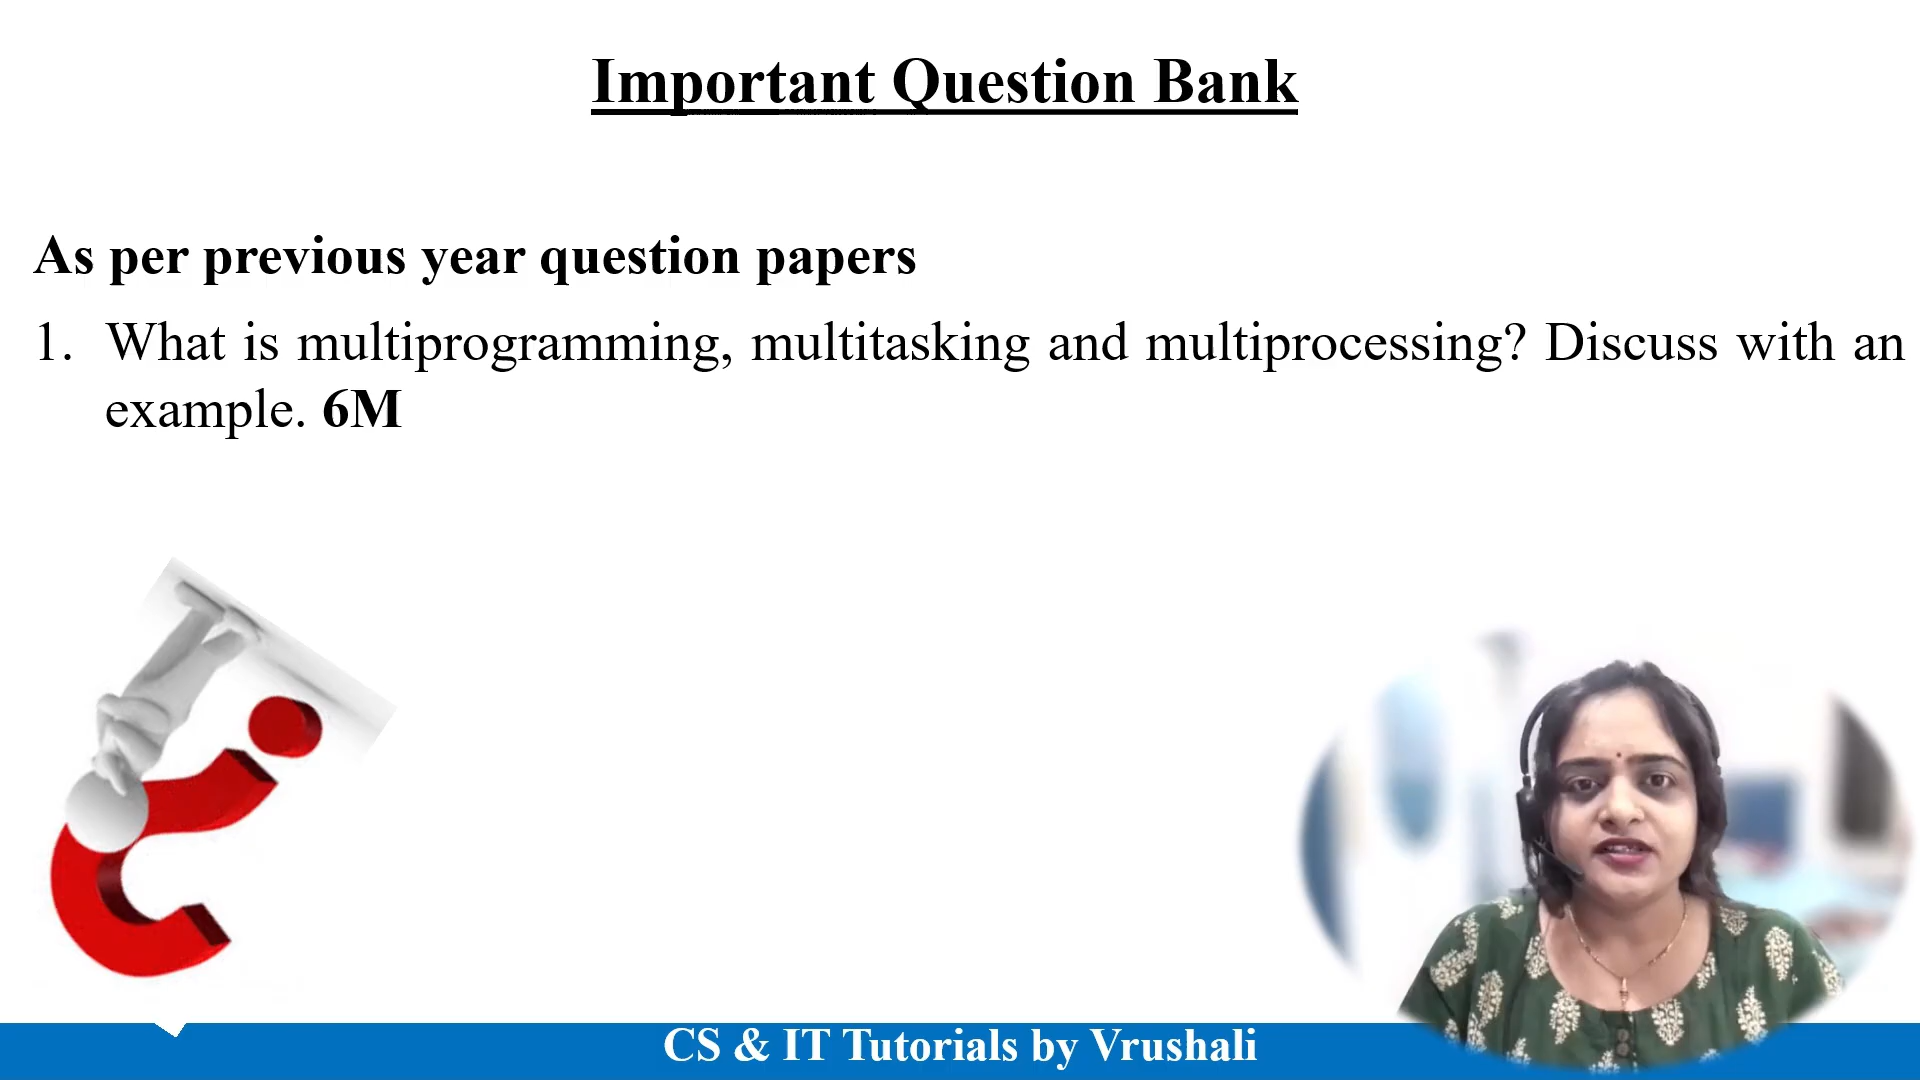 Important Question Bank
As per previous year question papers
1. What is multiprogramming, multitasking and multiprocessing? Discuss with an
example. 6M
CS & IT Tutorials by Vrushali